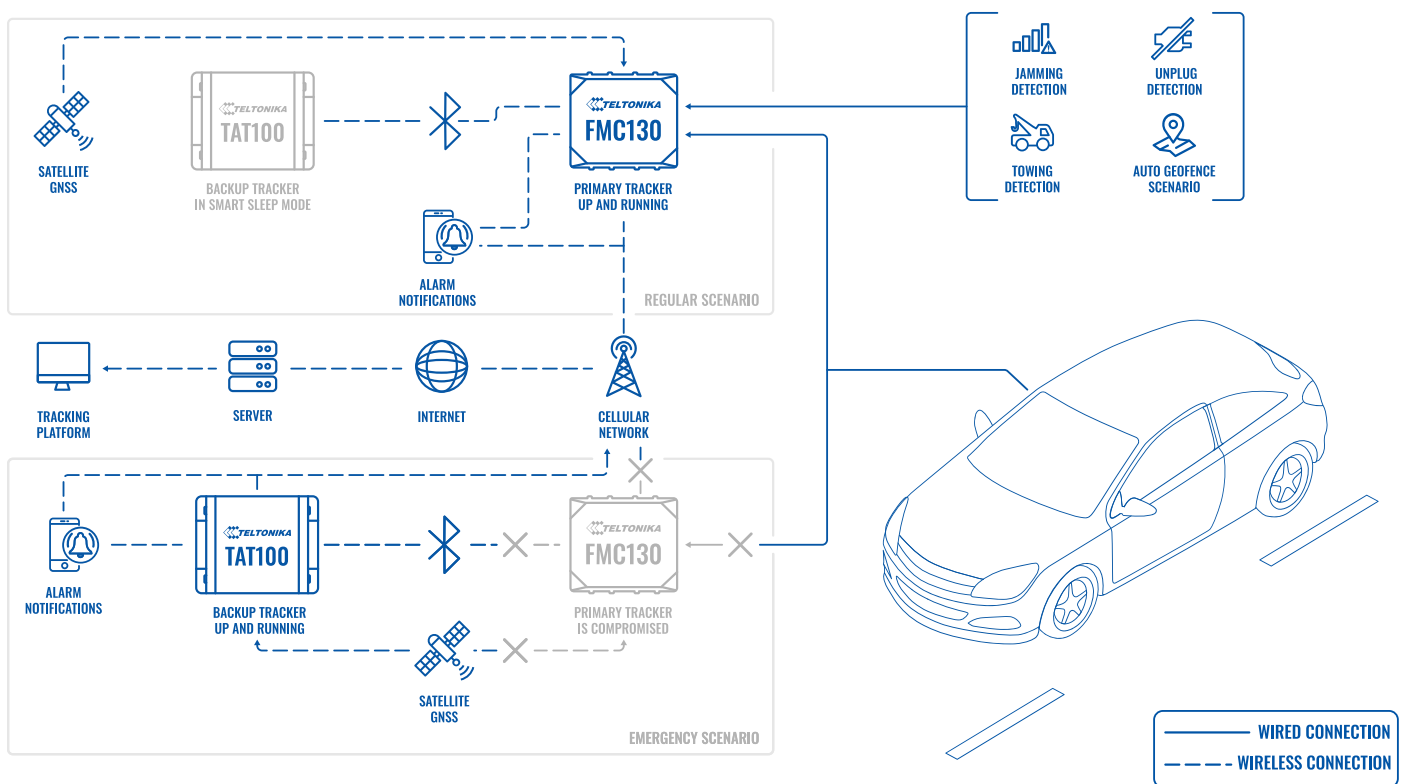 TELTONIKA
TAT100
BACKUP TRACKER
IN SMART SLEEP MODE
SATELLITE
GNSS
TELTONIKA
FMC130
PRIMARY TRACKER
UP AND RUNNING
ALARM
NOTIFICATIONS
REGULAR SCENARIO
JAMMING
DETECTION
UNPLUG
DETECTION
TOWING
DETECTION
AUTO GEOFENCE
SCENARIO
TRACKING
PLATFORM
SERVER
INTERNET
CELLULAR
NETWORK
ALARM
NOTIFICATIONS
TELTONIKA
TAT100
BACKUP TRACKER
UP AND RUNNING
TELTONIKA
FMC130
PRIMARY TRACKER
IS COMPROMISED
SATELLITE
GNSS
EMERGENCY SCENARIO
WIRED CONNECTION
WIRELESS CONNECTION